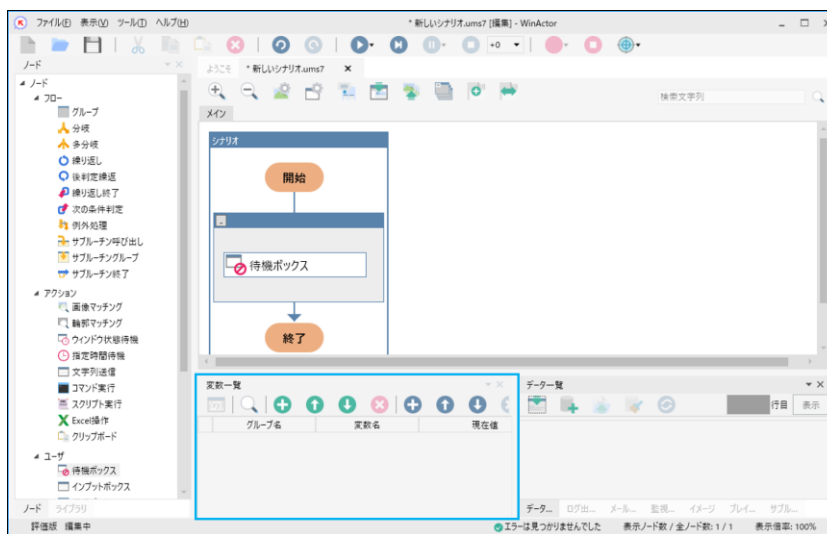 ファイル(F) 表示(V) ツール(T) ヘルプ(H)
* 新しいシナリオ.ums7 [編集] - WinActor
+0
ノード
ようこそ * 新しいシナリオ.ums7
検索文字列
メイン
ノード
フロー
グループ
分岐
多分岐
繰り返し
後判定繰返
繰り返し終了
次の条件判定
例外処理
サブルーチン呼び出し
サブルーチングループ
サブルーチン終了
アクション
画像マッチング
輪郭マッチング
ウィンドウ状態待機
指定時間待機
文字列送信
コマンド実行
スクリプト実行
Excel操作
クリップボード
ユーザ
待機ボックス
インプットボックス
ノード ライブラリ
シナリオ
開始
待機ボックス
終了
変数一覧
グループ名 変数名 現在値
データ一覧
行目 表示
データ... ログ出... メール... 監視... イメージ ブレイ... サブル...
評価版 編集中
エラーは見つかりませんでした 表示ノード数 / 全ノード数: 1 / 1 表示倍率: 100%